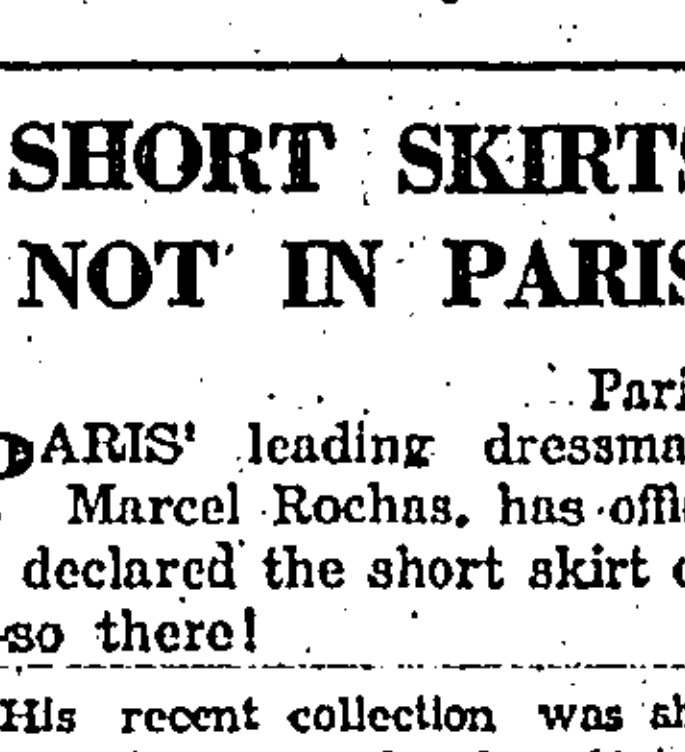 SHORT SKIRTS
NOT IN PARIS
Pari
PARIS' leading dressma
Marcel Rochas, has offi
declared the short skirt
—so there!
His recent collection was sh